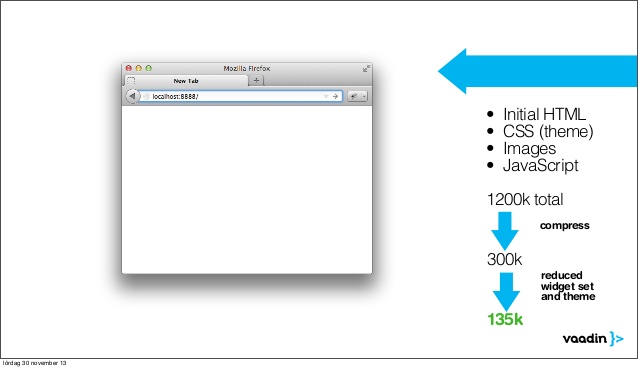 Mozilla Firefox
New Tab
localhost:8888/
• Initial HTML
• CSS (theme)
• Images
• JavaScript
1200k total
compress
300k
reduced
widget set
and theme
135k
vaadin }>
lördag 30 november 13